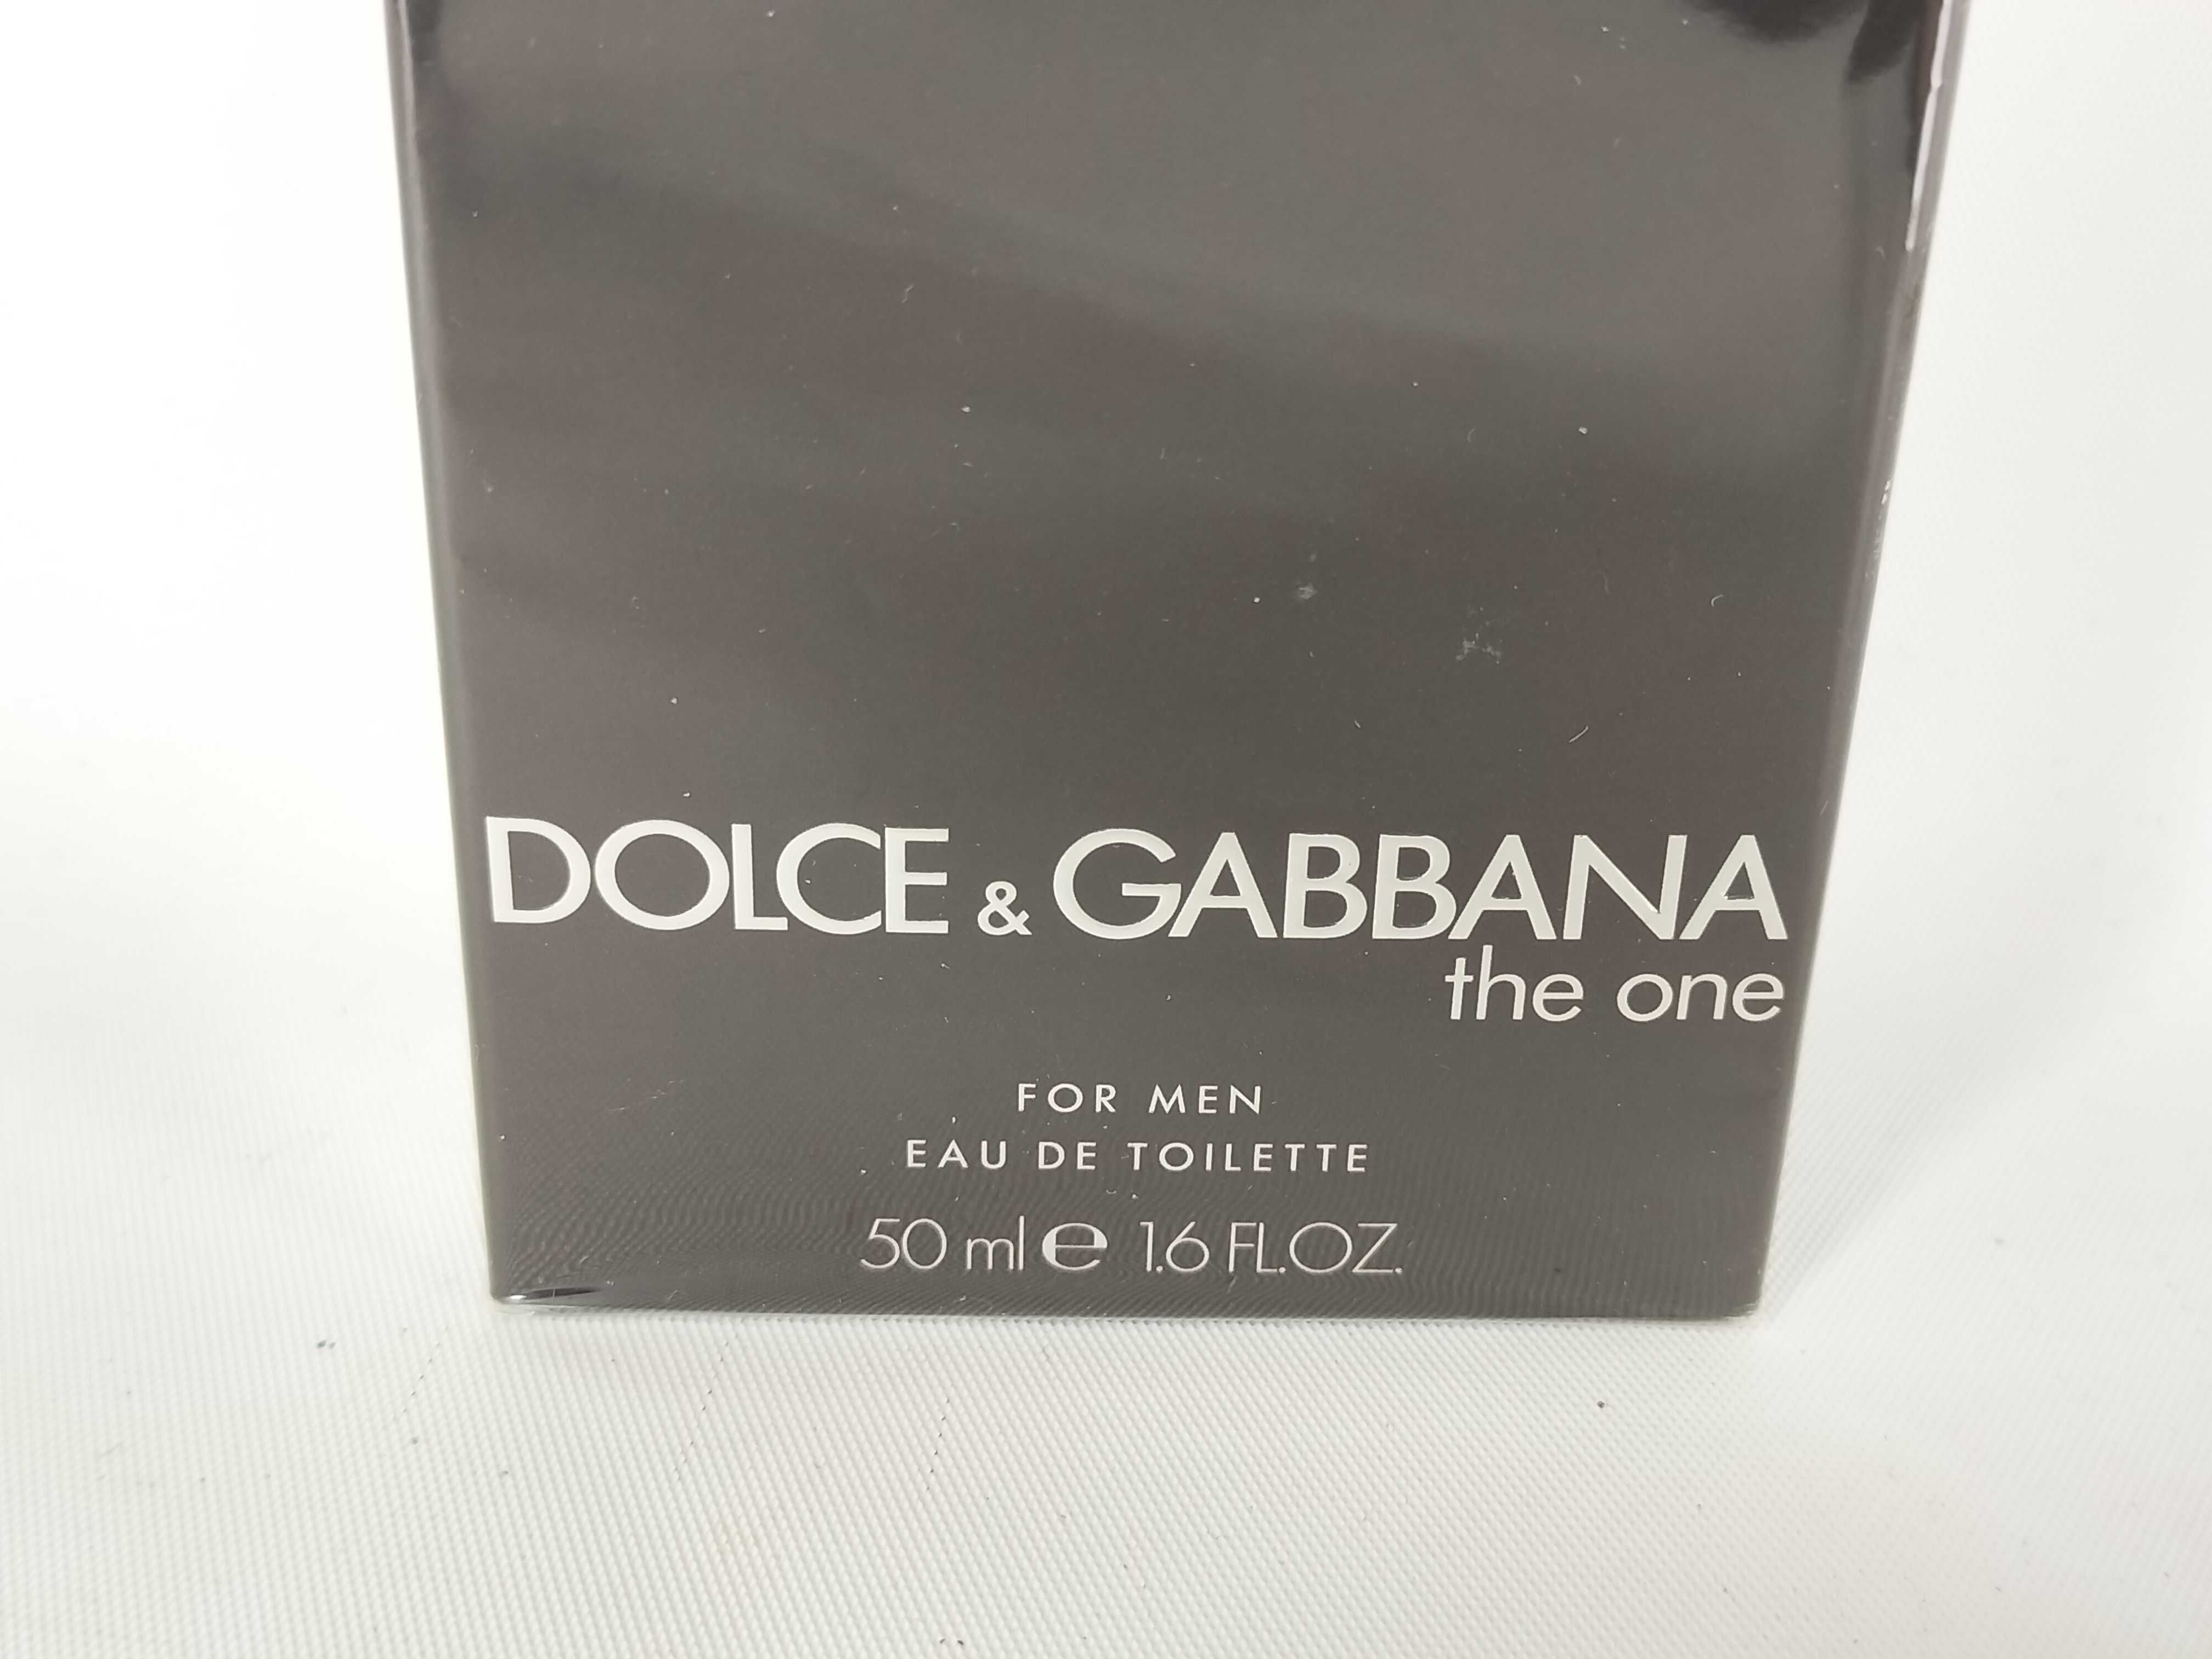 DOLCE & GABBANA
the one
FOR MEN
EAU DE TOILETTE
50 ml ℮ 1.6 FL.OZ.